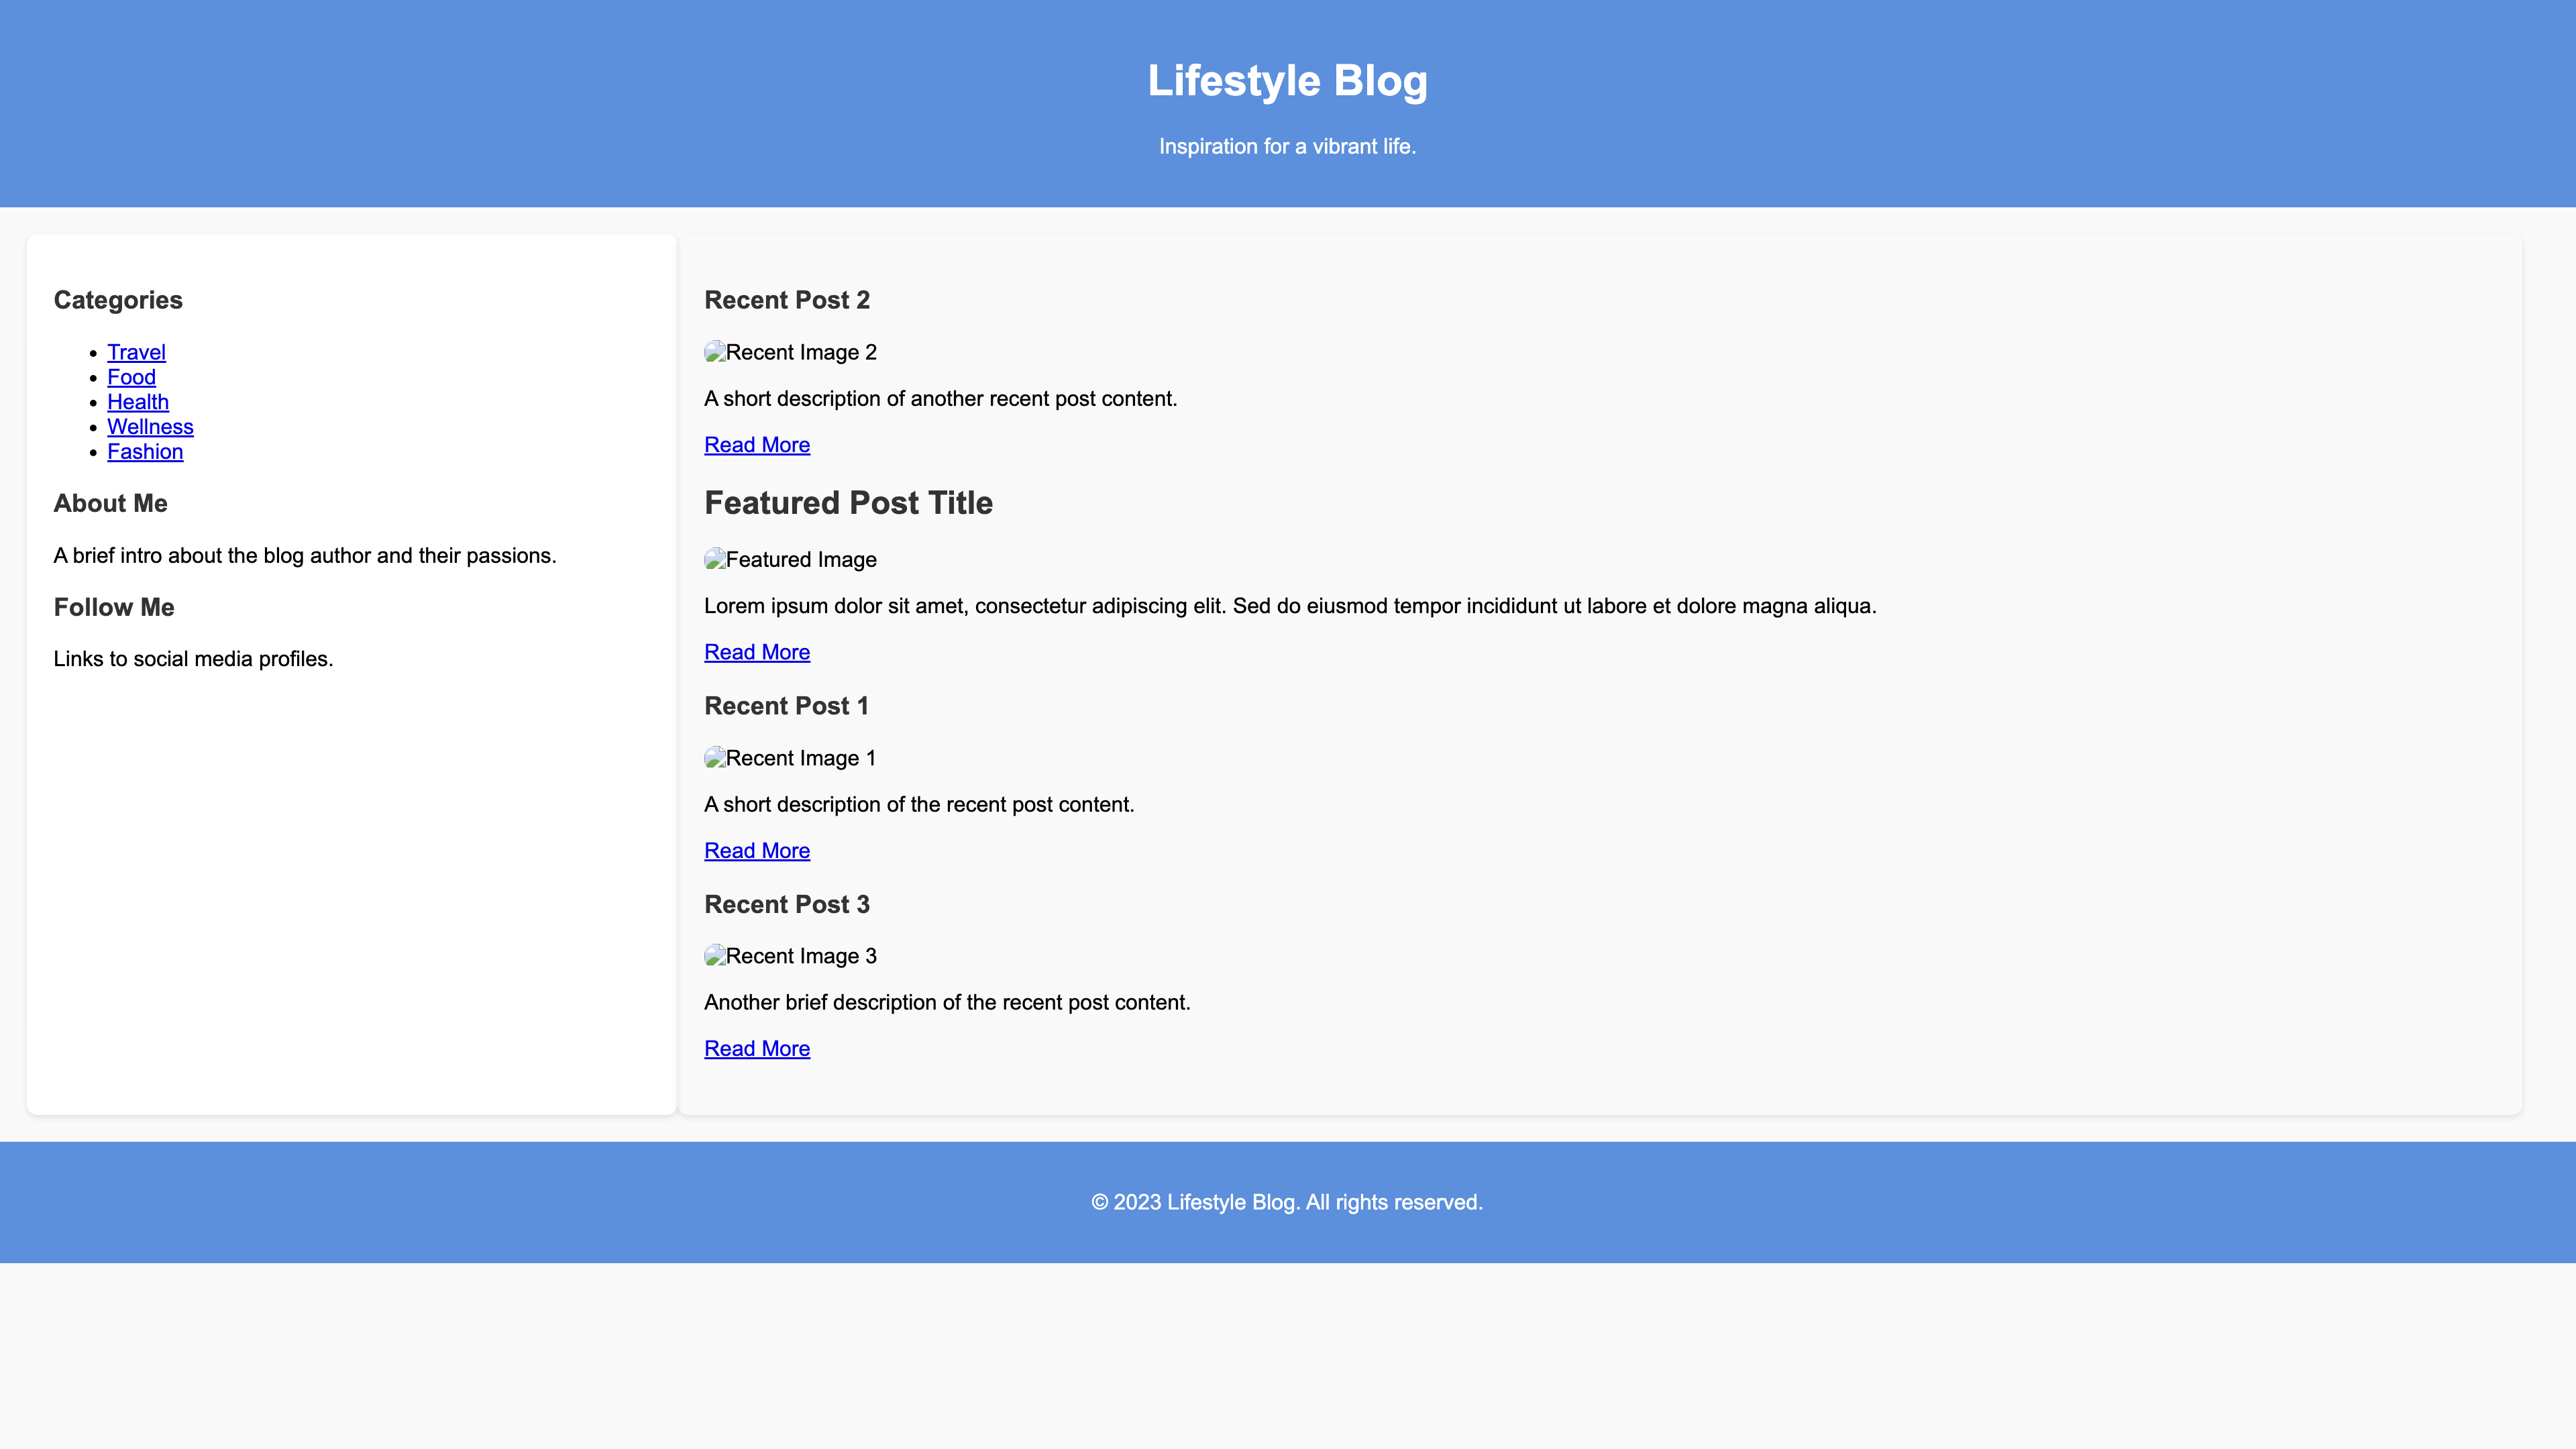 Lifestyle Blog
Inspiration for a vibrant life.
Categories
Travel
Food
Health
Wellness
Fashion
About Me
A brief intro about the blog author and their passions.
Follow Me
Links to social media profiles.
Recent Post 2
Recent Image 2
A short description of another recent post content.
Read More
Featured Post Title
Featured Image
Lorem ipsum dolor sit amet, consectetur adipiscing elit. Sed do eiusmod tempor incididunt ut labore et dolore magna aliqua.
Read More
Recent Post 1
Recent Image 1
A short description of the recent post content.
Read More
Recent Post 3
Recent Image 3
Another brief description of the recent post content.
Read More
© 2023 Lifestyle Blog. All rights reserved.